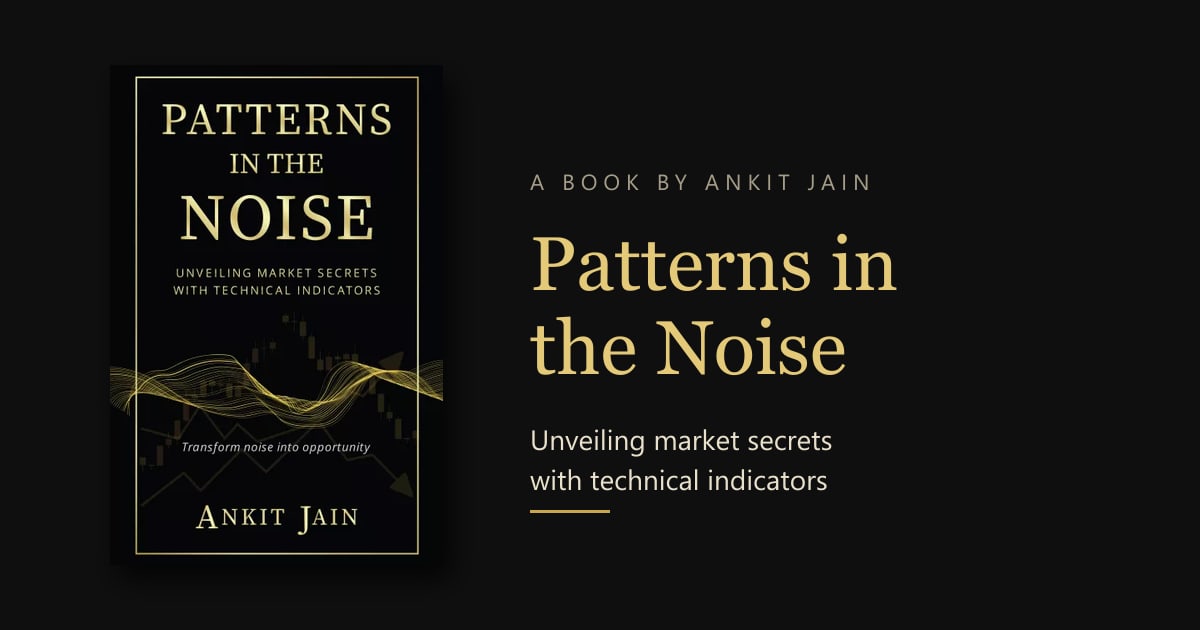 PATTERNS
IN THE
NOISE
UNVEILING MARKET SECRETS
WITH TECHNICAL INDICATORS
Transform noise into opportunity
ANKIT JAIN
A BOOK BY ANKIT JAIN
Patterns in
the Noise
Unveiling market secrets
with technical indicators